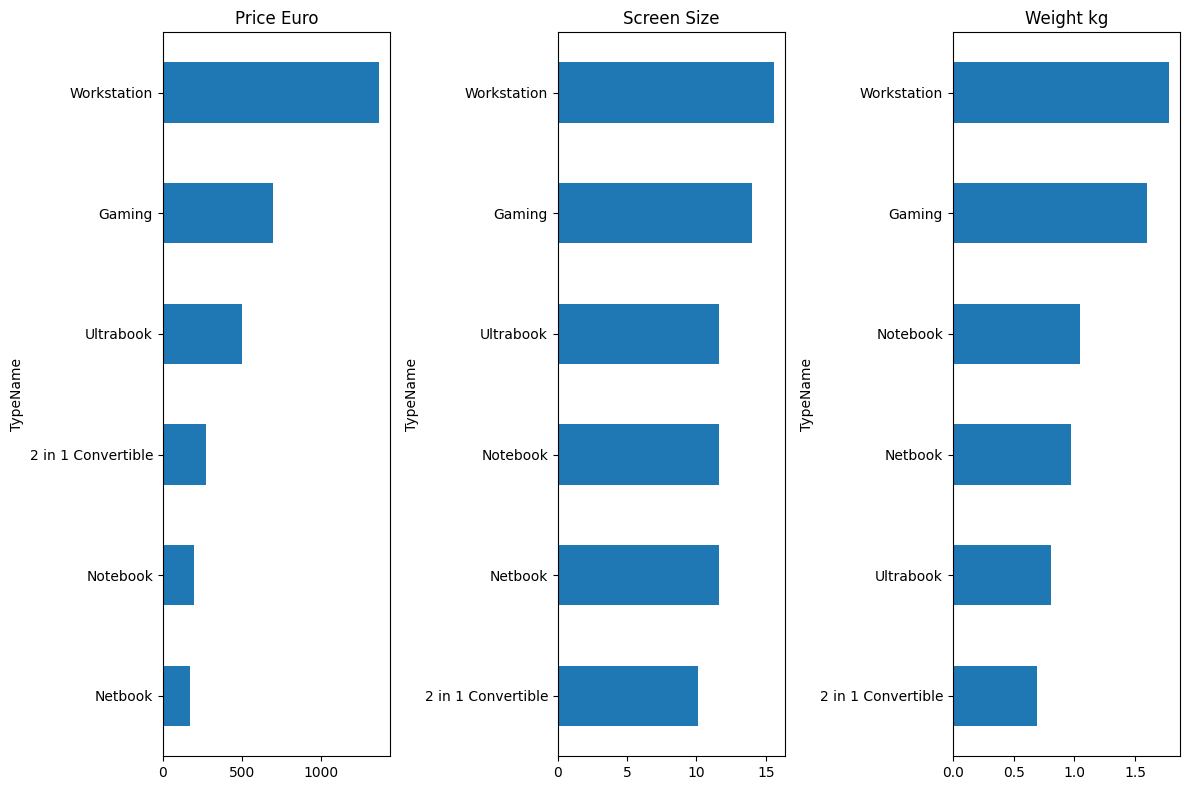 Price Euro
Workstation
Gaming
Ultrabook
2 in 1 Convertible
Notebook
Netbook
TypeName
0 500 1000
Screen Size
Workstation
Gaming
Ultrabook
Notebook
Netbook
2 in 1 Convertible
TypeName
0 5 10 15
Weight kg
Workstation
Gaming
Notebook
Netbook
Ultrabook
2 in 1 Convertible
TypeName
0.0 0.5 1.0 1.5